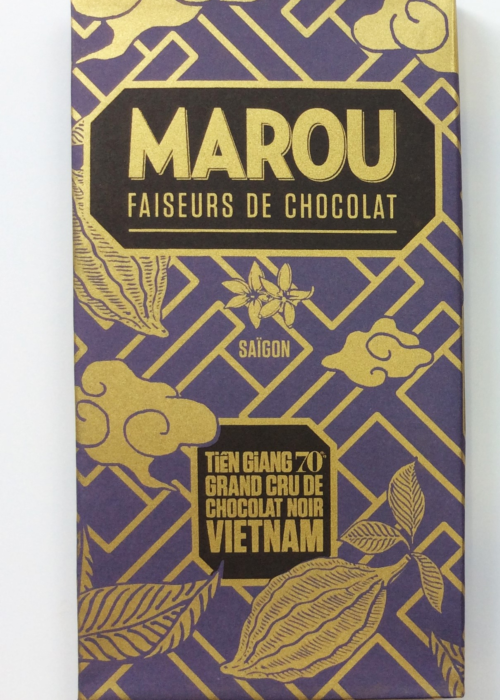 MAROU
FAISEURS DE CHOCOLAT
SAÏGON
TiỀN GiANG 70%
GRAND CRU DE
CHOCOLAT NOIR
VIETNAM